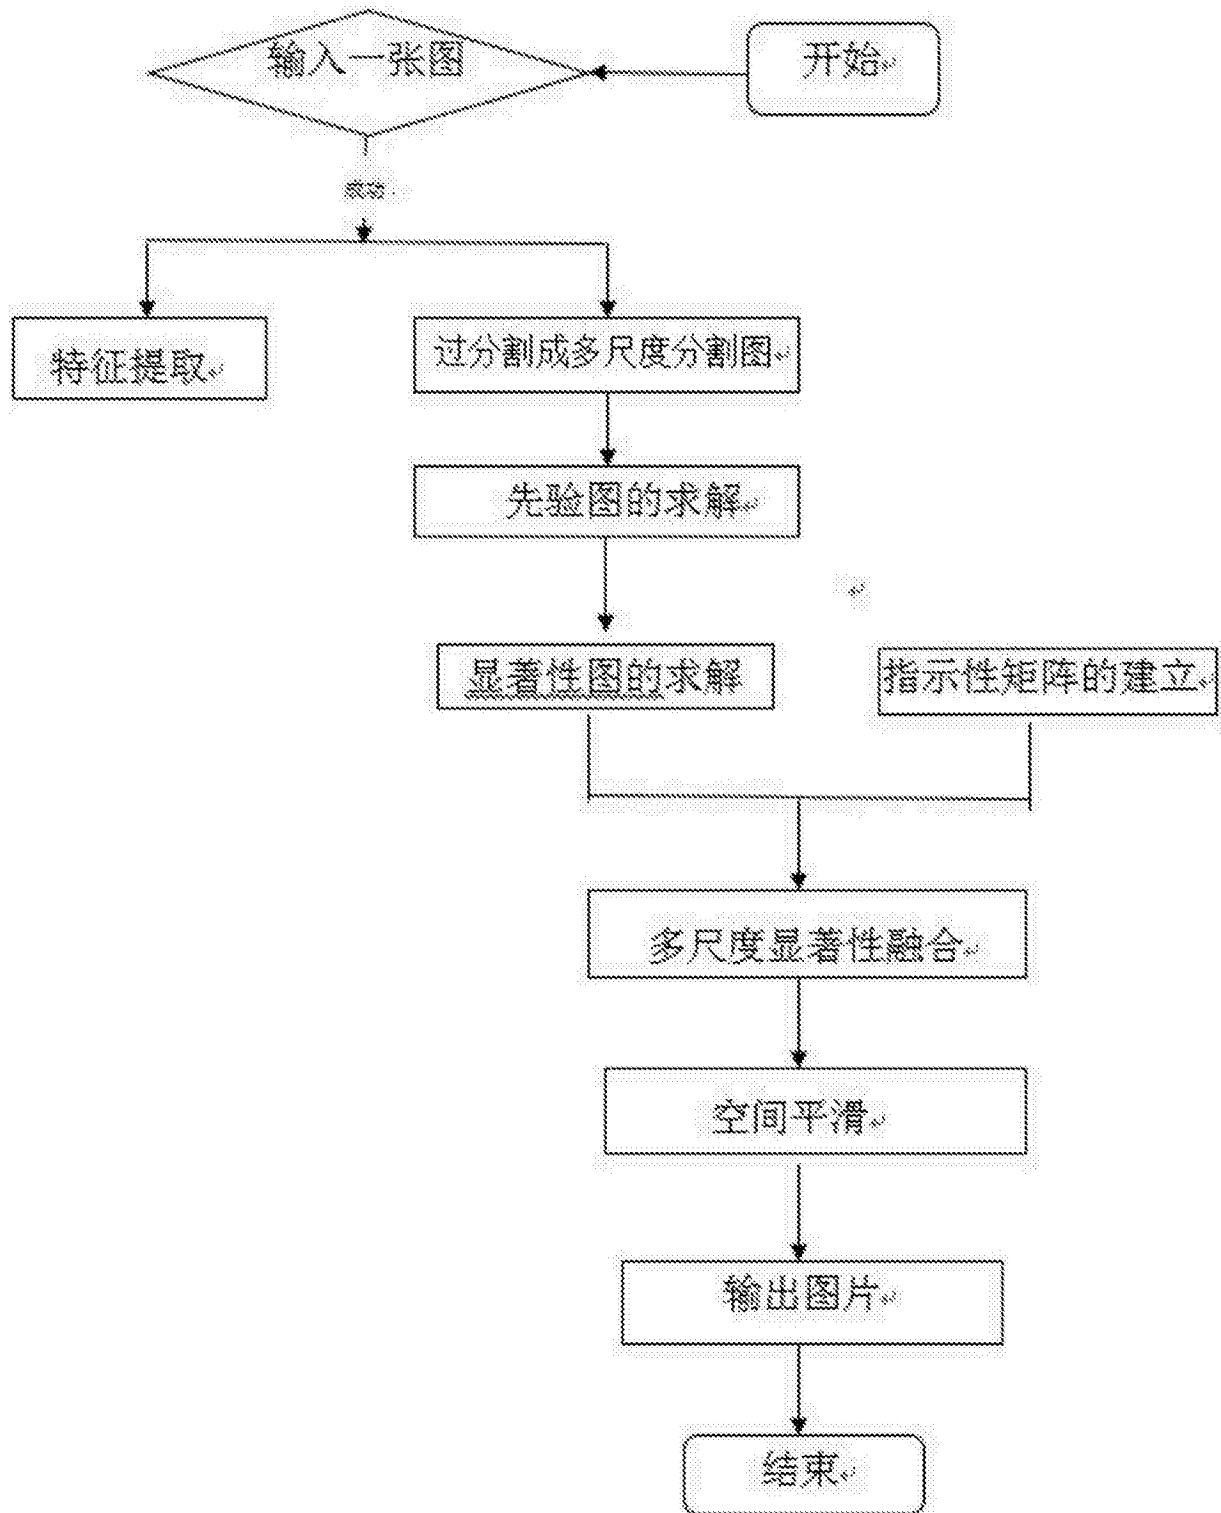 输入一张图
开始
成功
特征提取
过分割成多尺度分割图
先验图的求解
显著性图的求解
指示性矩阵的建立
多尺度显著性融合
空间平滑
输出图片
结束